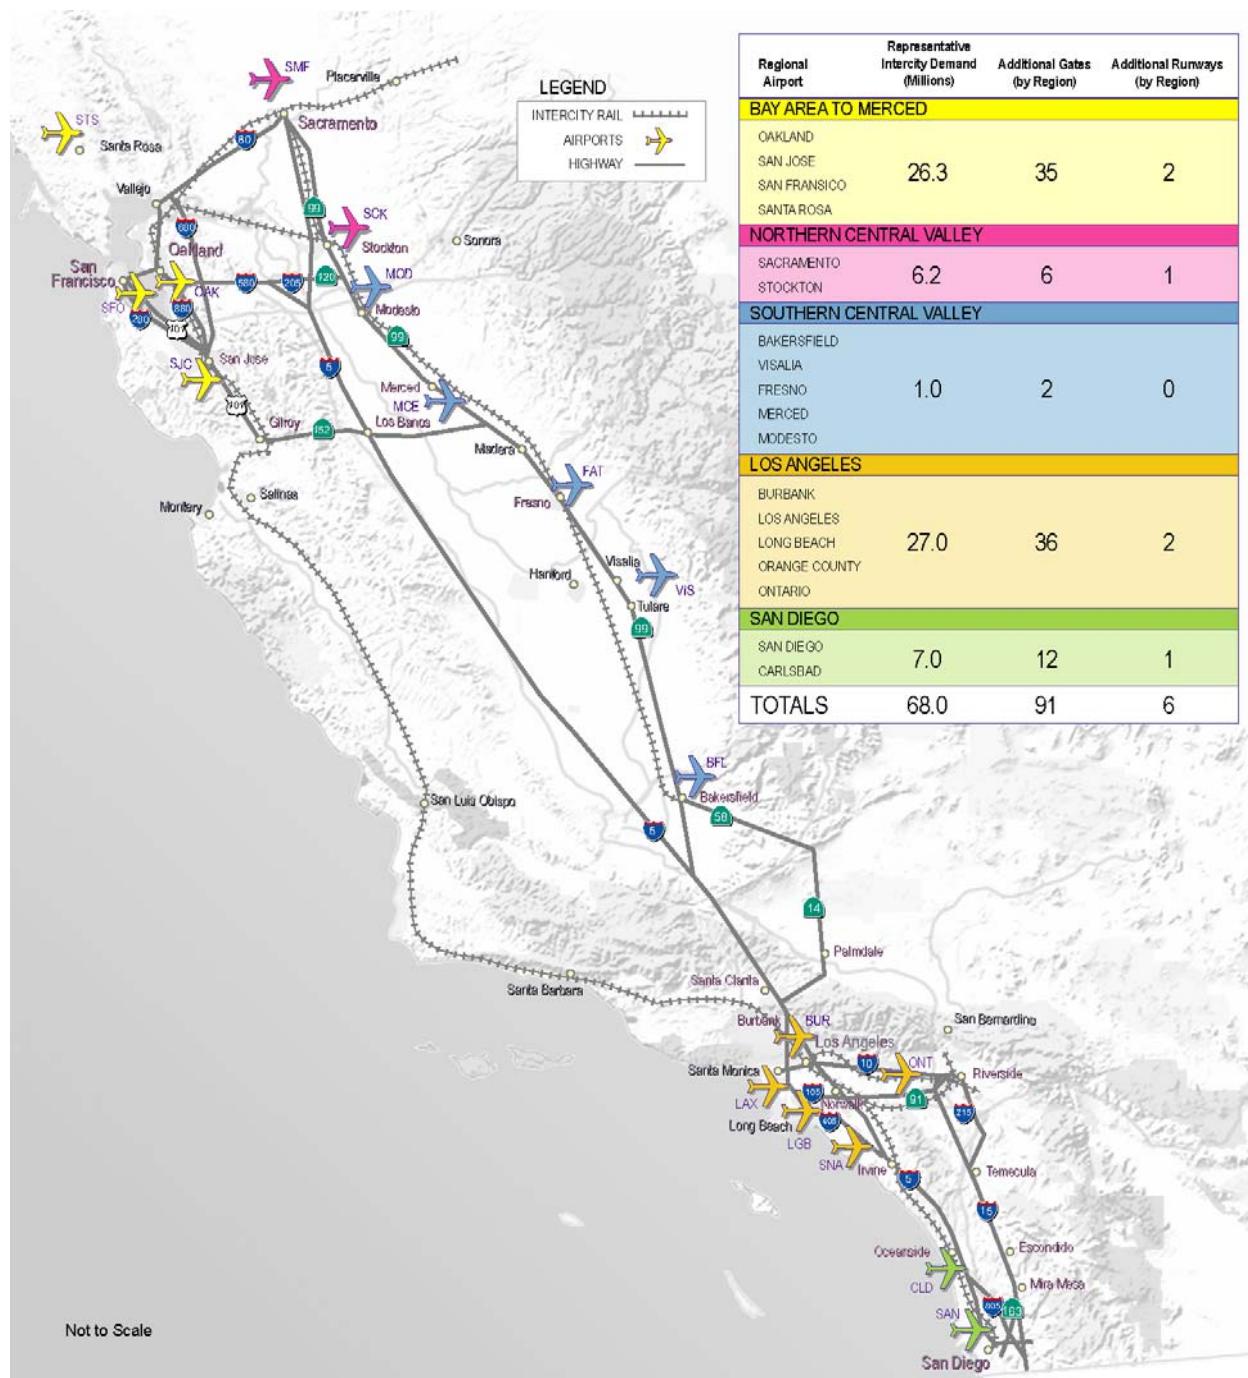 SMF
Placerville
STS
Santa Rosa
80
Sacramento
Vallejo
680
99
SCK
Stockton
Sonora
Oakland
San
Francisco
OAK
580
205
120
MOD
SFO
280
880
101
Modesto
99
SJC
San Jose
5
Merced
MCE
101
Gilroy
152
Los Banos
Madera
FAT
Salinas
Montery
Fresno
Visalia
Hanford
VIS
Tulare
99
BFL
Bakersfield
San Luis Obispo
5
58
14
Palmdale
Santa Clarita
Santa Barbara
Burbank
BUR
San Bernardino
Los Angeles
Santa Monica
10
ONT
Riverside
LAX
105
Norwalk
91
215
Long Beach
LGB
405
SNA
Irvine
5
Temecula
15
Oceanside
Escondido
CLD
Mira Mesa
SAN
805
163
San Diego
Not to Scale
LEGEND
INTERCITY RAIL
AIRPORTS
HIGHWAY
Regional Airport Representative Intercity Demand (Millions) Additional Gates (by Region) Additional Runways (by Region)
BAY AREA TO MERCED
OAKLAND
SAN JOSE
SAN FRANSICO
SANTA ROSA
26.3 35 2
NORTHERN CENTRAL VALLEY
SACRAMENTO
STOCKTON
6.2 6 1
SOUTHERN CENTRAL VALLEY
BAKERSFIELD
VISALIA
FRESNO
MERCED
MODESTO
1.0 2 0
LOS ANGELES
BURBANK
LOS ANGELES
LONG BEACH
ORANGE COUNTY
ONTARIO
27.0 36 2
SAN DIEGO
SAN DIEGO
CARLSBAD
7.0 12 1
TOTALS 68.0 91 6